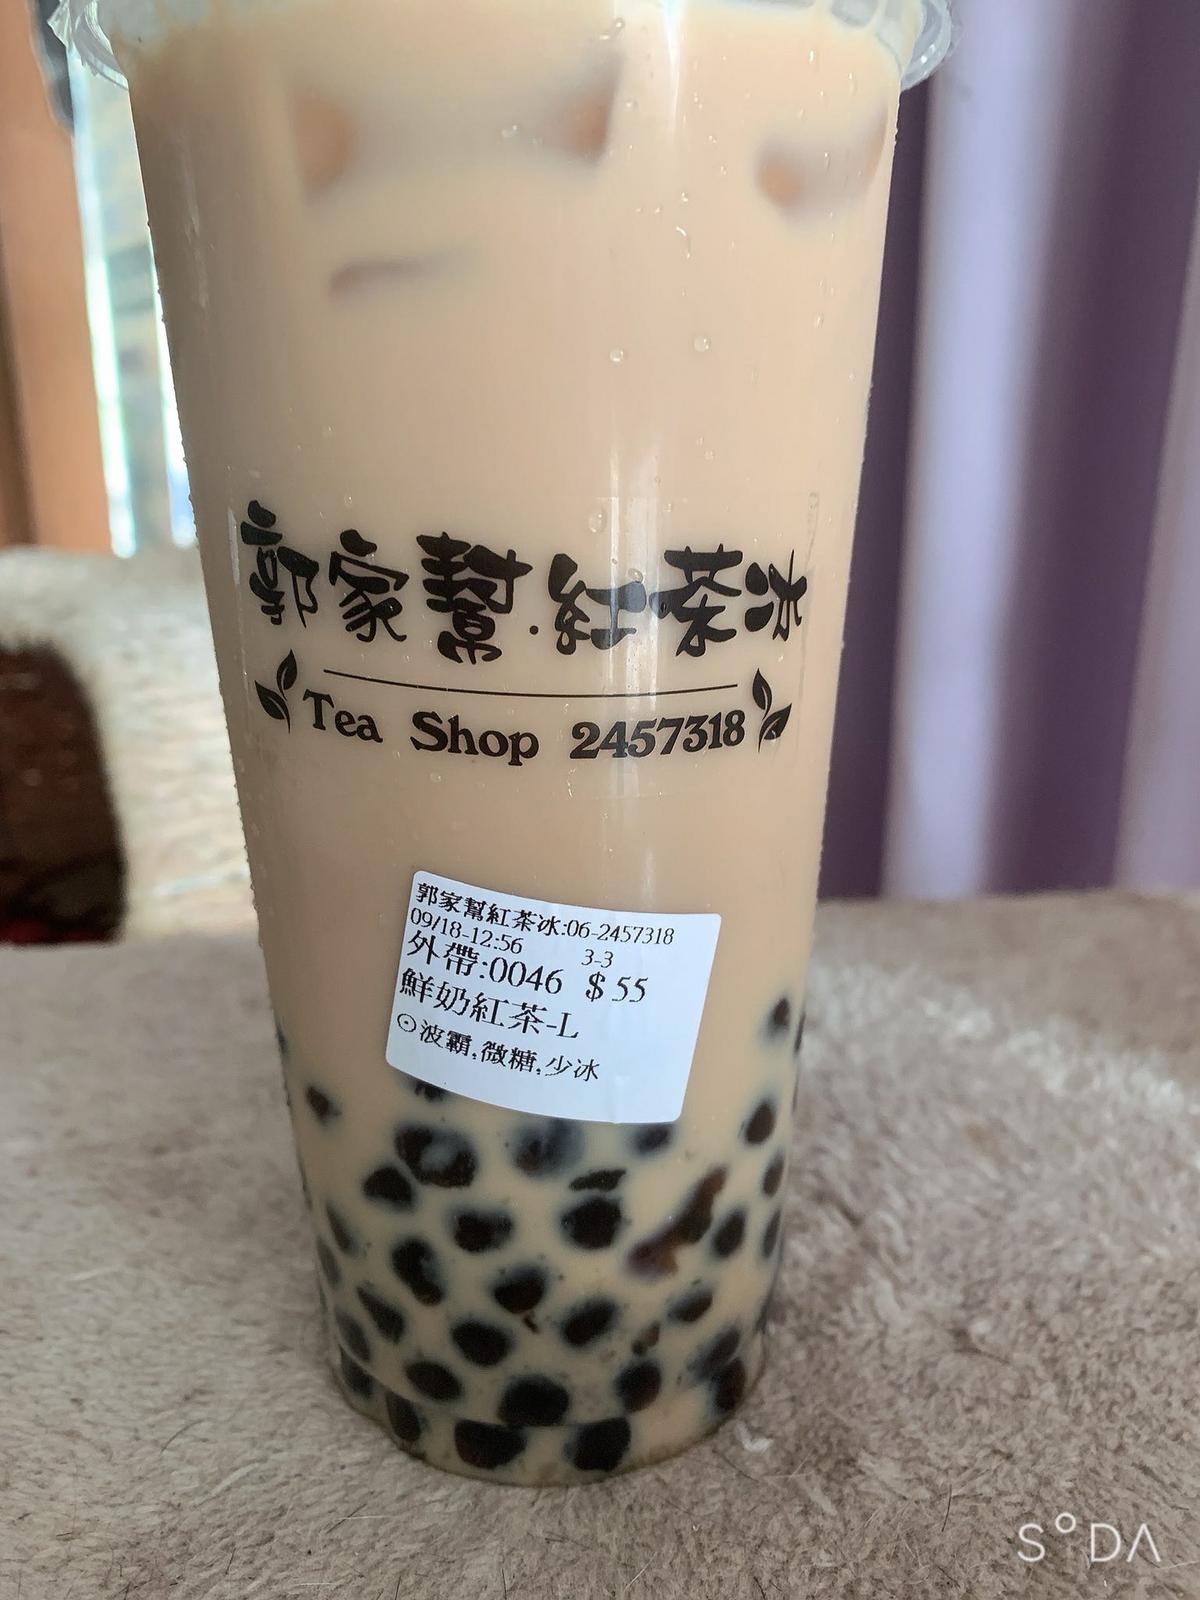 郭家幫·紅茶冰
Tea Shop 2457318
郭家幫紅茶冰:06-2457318
09/18-12:56 3-3
外帶:0046 $55
鮮奶紅茶-L
⊙波霸,微糖,少冰
S°DA